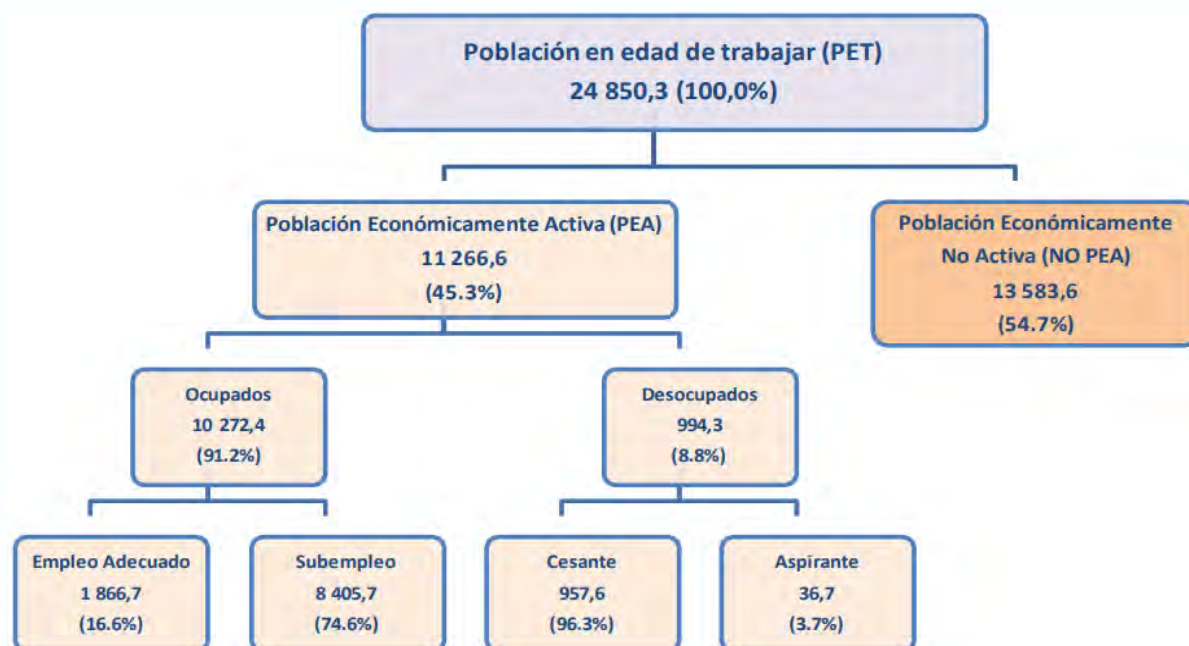 Población en edad de trabajar (PET)
24 850,3 (100,0%)
Población Económicamente Activa (PEA)
11 266,6
(45.3%)
Población Económicamente
No Activa (NO PEA)
13 583,6
(54.7%)
Ocupados
10 272,4
(91.2%)
Desocupados
994,3
(8.8%)
Empleo Adecuado
1 866,7
(16.6%)
Subempleo
8 405,7
(74.6%)
Cesante
957,6
(96.3%)
Aspirante
36,7
(3.7%)